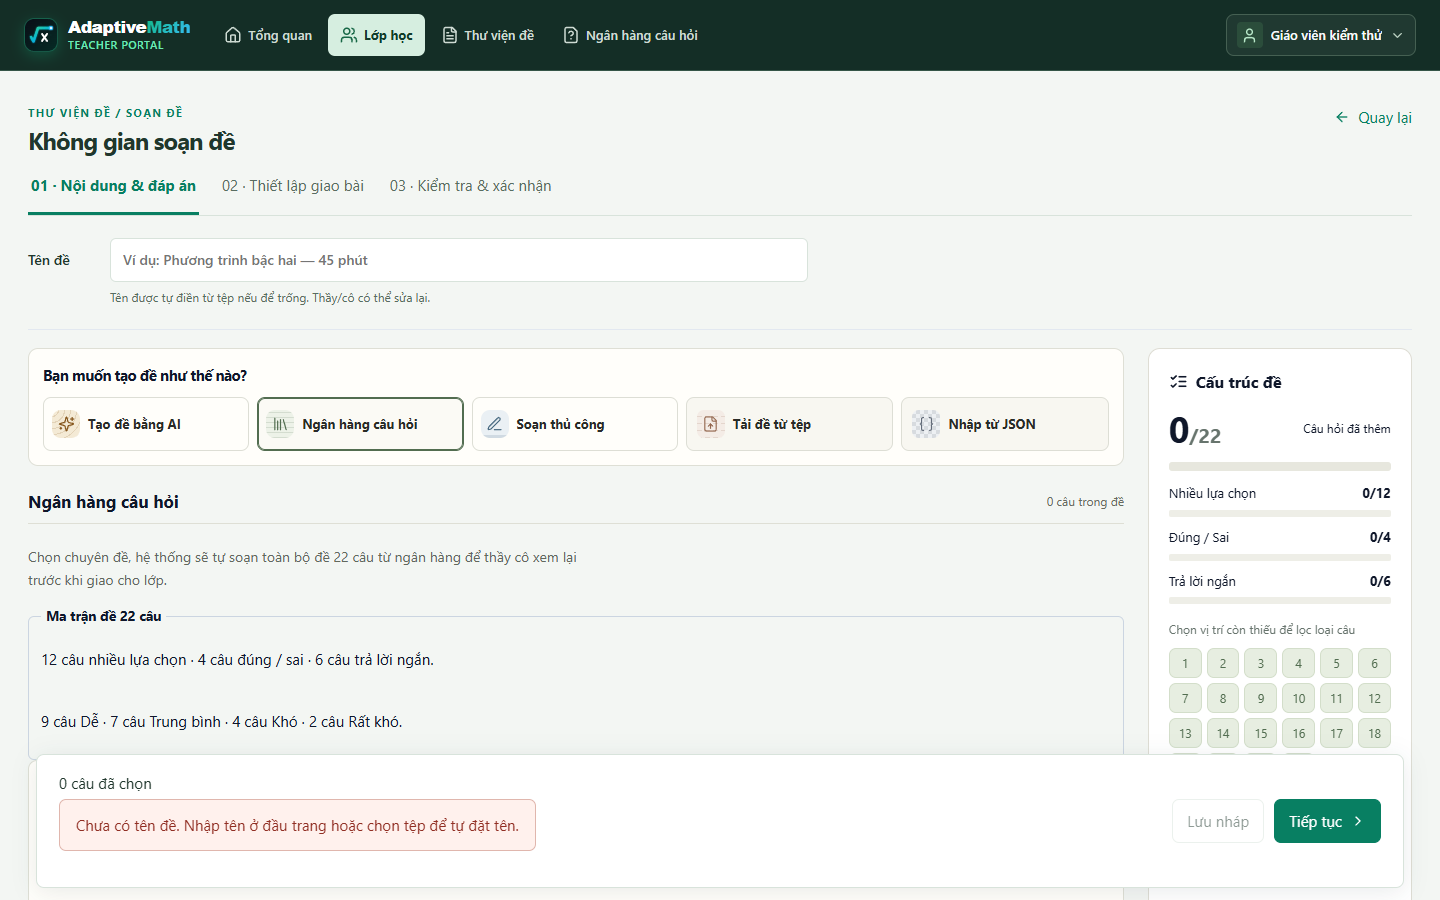 AdaptiveMath
TEACHER PORTAL
Tổng quan
Lớp học
Thư viện đề
Ngân hàng câu hỏi
Giáo viên kiểm thử
THƯ VIỆN ĐỀ / SOẠN ĐỀ
Không gian soạn đề
Quay lại
01 · Nội dung & đáp án
02 · Thiết lập giao bài
03 · Kiểm tra & xác nhận
Tên đề
Ví dụ: Phương trình bậc hai — 45 phút
Tên được tự điền từ tệp nếu để trống. Thầy/cô có thể sửa lại.
Bạn muốn tạo đề như thế nào?
Tạo đề bằng AI
Ngân hàng câu hỏi
Soạn thủ công
Tải đề từ tệp
Nhập từ JSON
Ngân hàng câu hỏi
0 câu trong đề
Chọn chuyên đề, hệ thống sẽ tự soạn toàn bộ đề 22 câu từ ngân hàng để thầy cô xem lại
trước khi giao cho lớp.
Ma trận đề 22 câu
12 câu nhiều lựa chọn · 4 câu đúng / sai · 6 câu trả lời ngắn.
9 câu Dễ · 7 câu Trung bình · 4 câu Khó · 2 câu Rất khó.
Cấu trúc đề
0/22
Câu hỏi đã thêm
Nhiều lựa chọn 0/12
Đúng / Sai 0/4
Trả lời ngắn 0/6
Chọn vị trí còn thiếu để lọc loại câu
1 2 3 4 5 6
7 8 9 10 11 12
13 14 15 16 17 18
0 câu đã chọn
Chưa có tên đề. Nhập tên ở đầu trang hoặc chọn tệp để tự đặt tên.
Lưu nháp
Tiếp tục